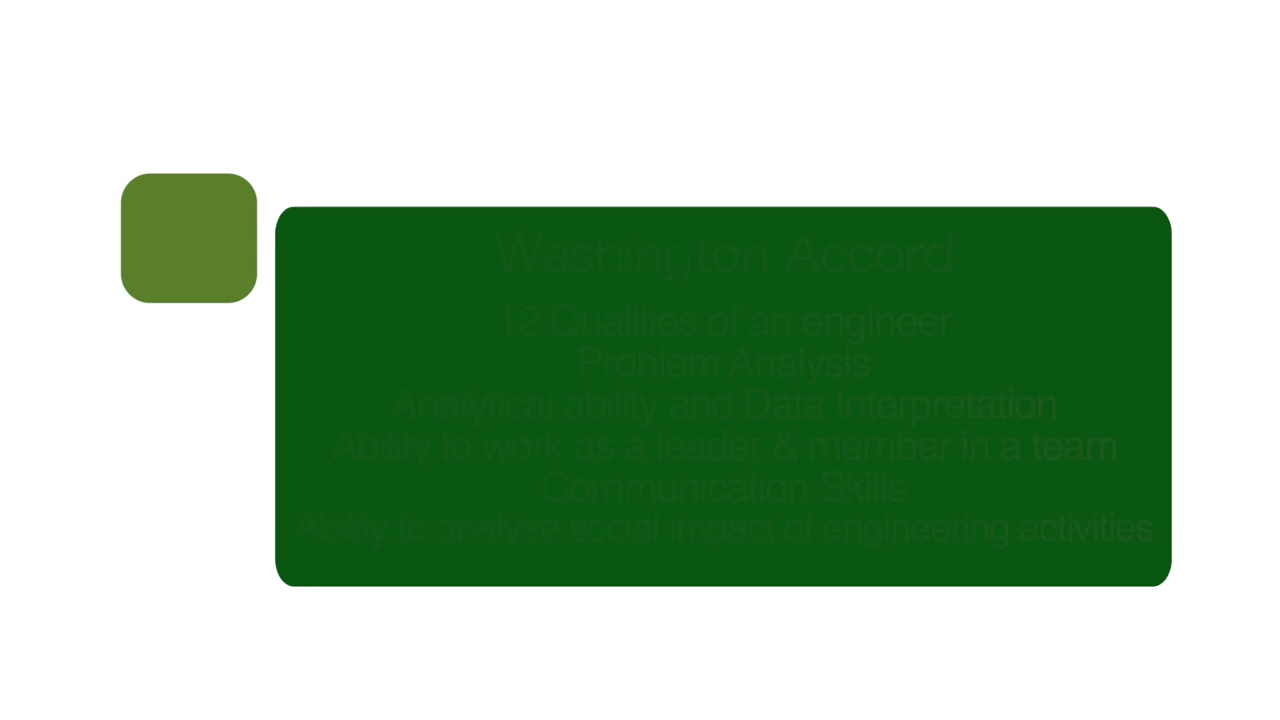 Washington Accord
12 Qualities of an engineer
Problem Analysis
Analytical ability and Data Interpretation
Ability to work as a leader & member in a team
Communication Skills
Ability to analyse social impact of engineering activities